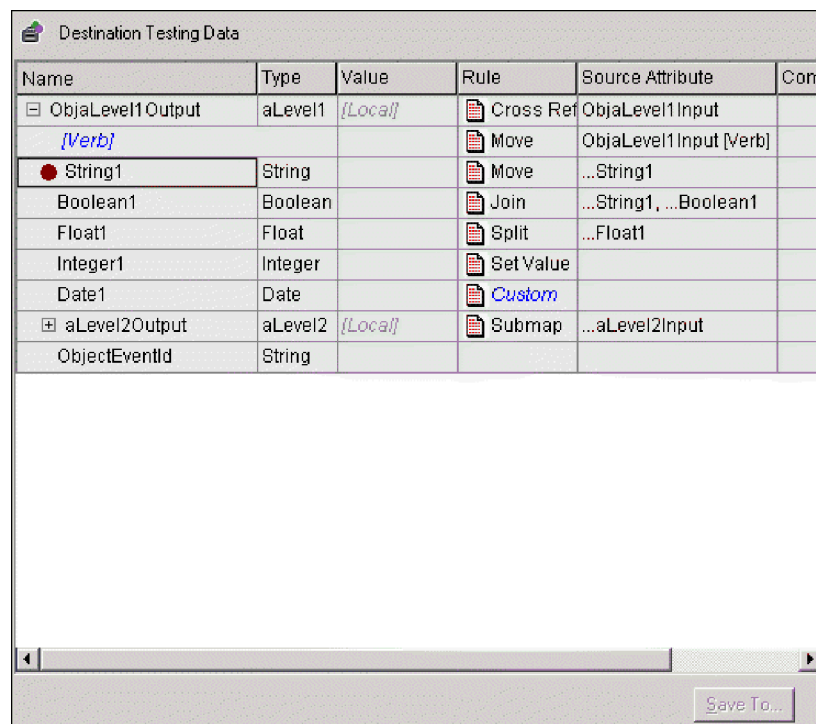 Destination Testing Data
Name Type Value Rule Source Attribute Com
ObjaLevel1Output aLevel1 [Local] Cross Ref ObjaLevel1Input
[Verb] Move ObjaLevel1Input [Verb]
String1 String Move ...String1
Boolean1 Boolean Join ...String1, ...Boolean1
Float1 Float Split ...Float1
Integer1 Integer Set Value
Date1 Date Custom
aLevel2Output aLevel2 [Local] Submap ...aLevel2Input
ObjectEventId String
Save To...